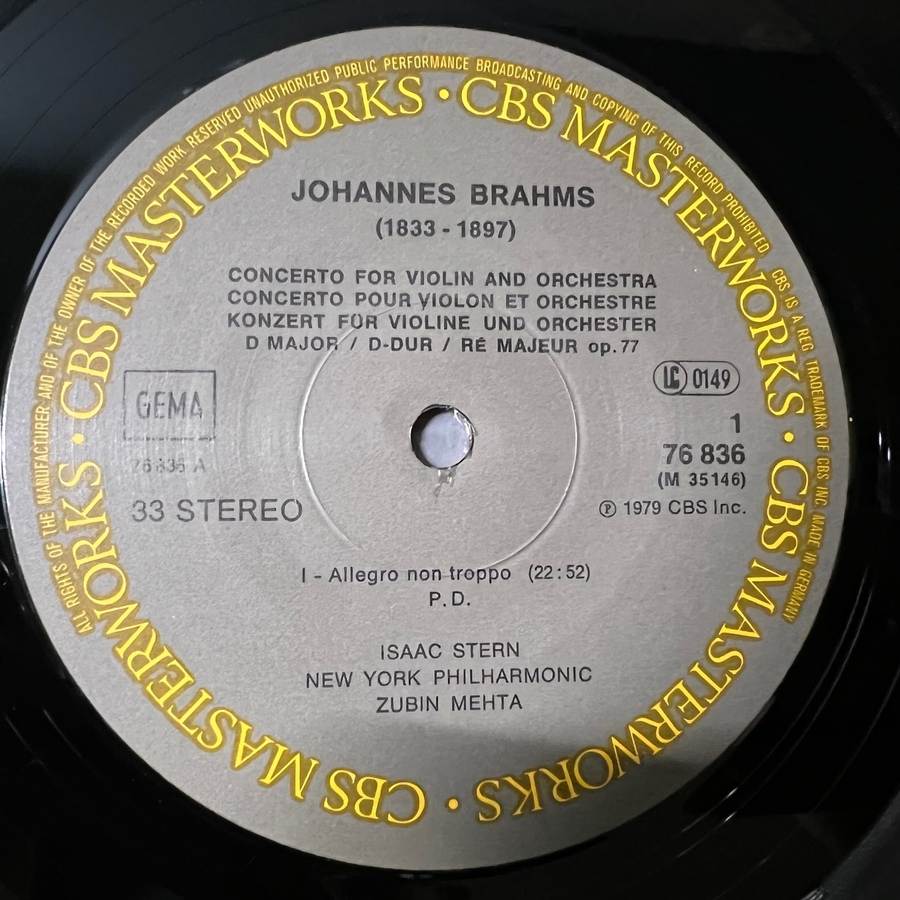 ALL RIGHTS OF THE MANUFACTURER AND OF THE OWNER OF THE RECORDED WORK RESERVED UNAUTHORIZED PUBLIC PERFORMANCE BROADCASTING AND COPYING OF THIS RECORD PROHIBITED CBS IS A REG TRADEMARK OF CBS INC MADE IN GERMANY
CBS MASTERWORKS • CBS MASTERWORKS • CBS MASTERWORKS • CBS MASTERWORKS •
JOHANNES BRAHMS
(1833 - 1897)
CONCERTO FOR VIOLIN AND ORCHESTRA
CONCERTO POUR VIOLON ET ORCHESTRE
KONZERT FÜR VIOLINE UND ORCHESTER
D MAJOR / D-DUR / RÉ MAJEUR op. 77
GEMA
LC 0149
76 836 A
1
76 836
(M 35146)
33 STEREO
Ⓟ 1979 CBS Inc.
I - Allegro non troppo (22:52)
P.D.
ISAAC STERN
NEW YORK PHILHARMONIC
ZUBIN MEHTA